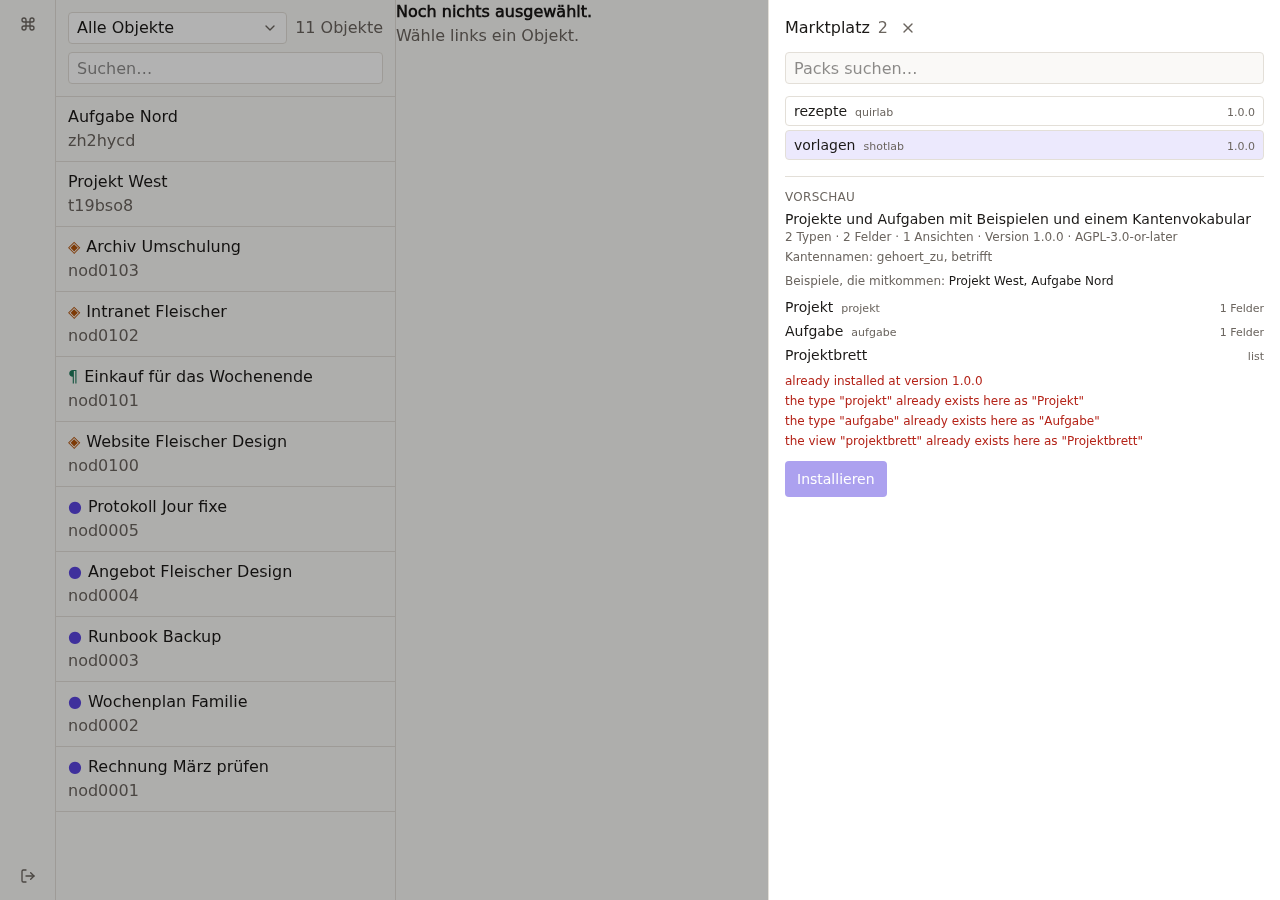 ⌘
Alle Objekte
11 Objekte
Suchen…
Aufgabe Nord
zh2hycd
Projekt West
t19bso8
◈ Archiv Umschulung
nod0103
◈ Intranet Fleischer
nod0102
¶ Einkauf für das Wochenende
nod0101
◈ Website Fleischer Design
nod0100
● Protokoll Jour fixe
nod0005
● Angebot Fleischer Design
nod0004
● Runbook Backup
nod0003
● Wochenplan Familie
nod0002
● Rechnung März prüfen
nod0001
Noch nichts ausgewählt.
Wähle links ein Objekt.
Marktplatz 2
Packs suchen…
rezepte quirlab 1.0.0
vorlagen shotlab 1.0.0
VORSCHAU
Projekte und Aufgaben mit Beispielen und einem Kantenvokabular
2 Typen · 2 Felder · 1 Ansichten · Version 1.0.0 · AGPL-3.0-or-later
Kantennamen: gehoert_zu, betrifft
Beispiele, die mitkommen: Projekt West, Aufgabe Nord
Projekt projekt 1 Felder
Aufgabe aufgabe 1 Felder
Projektbrett list
already installed at version 1.0.0
the type "projekt" already exists here as "Projekt"
the type "aufgabe" already exists here as "Aufgabe"
the view "projektbrett" already exists here as "Projektbrett"
Installieren